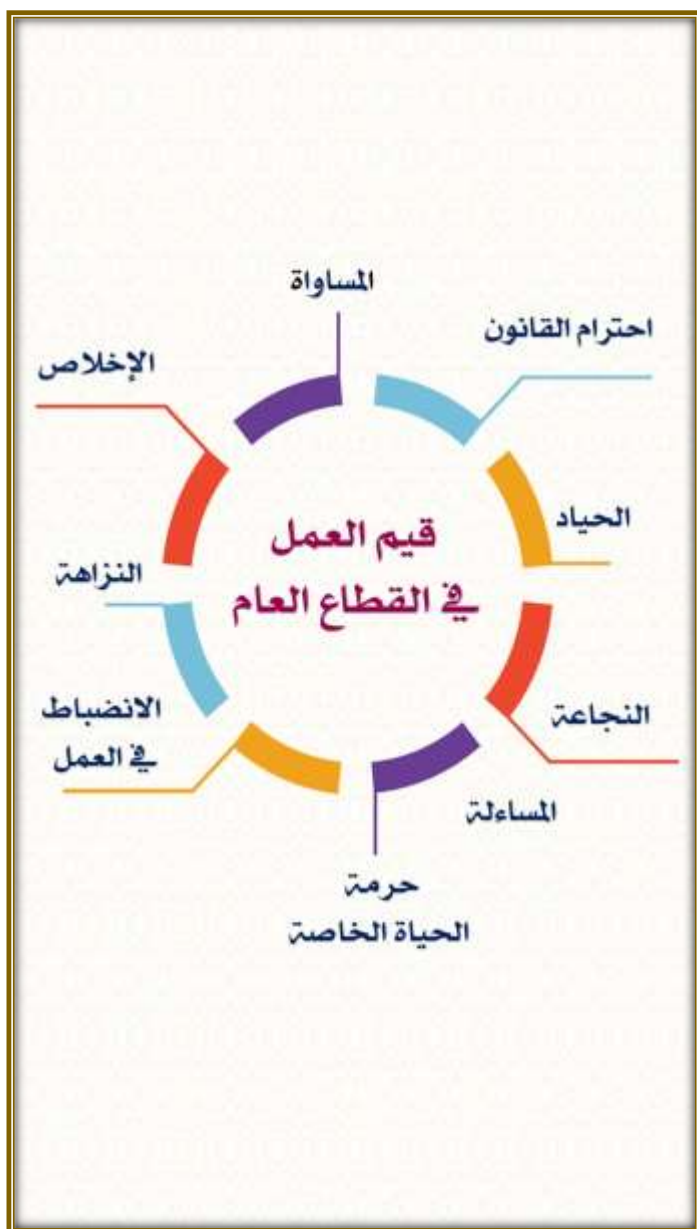 المساواة
احترام القانون
الإخلاص
الحياد
قيم العمل
في القطاع العام
النزاهة
النجاعة
الانضباط
في العمل
المساءلة
حرمة
الحياة الخاصة